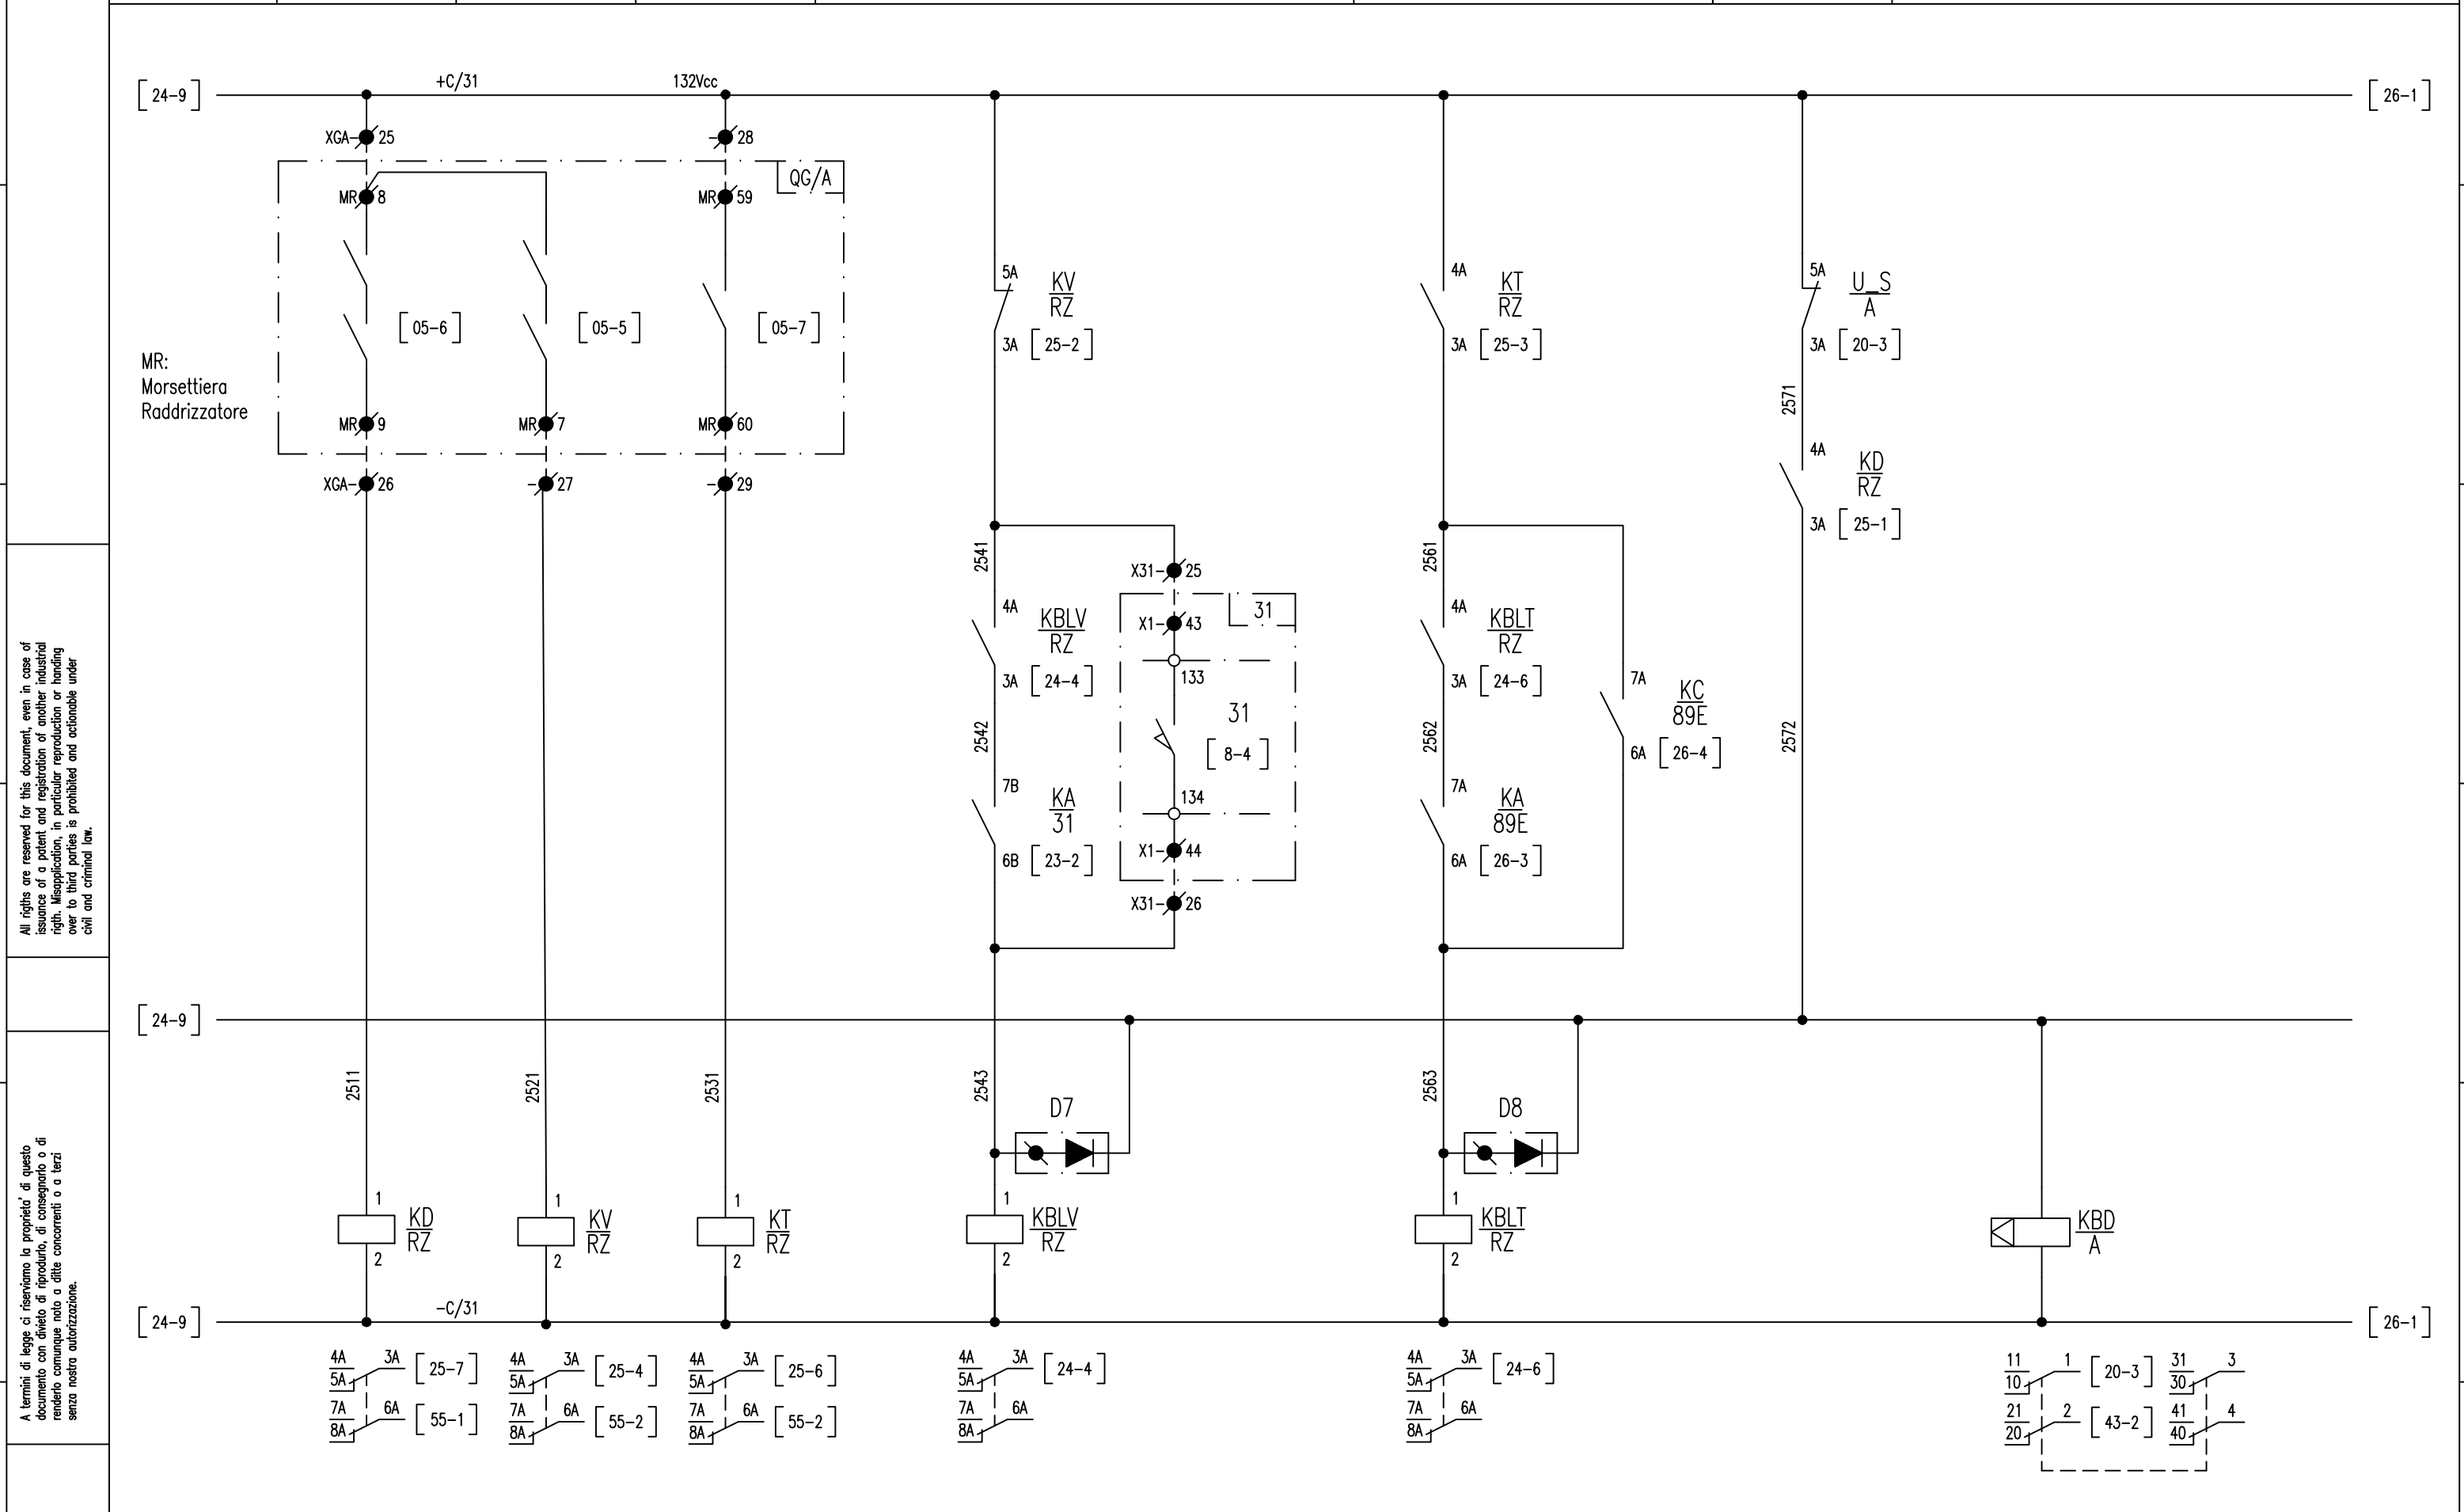 [24-9]
+C/31
132Vcc
[26-1]
XGA- 25
- 28
QG/A
MR 8
MR 59
5A
KV
RZ
3A [25-2]
4A
KT
RZ
3A [25-3]
5A
U_S
A
3A [20-3]
[05-6]
[05-5]
[05-7]
MR:
Morsettiera
Raddrizzatore
2571
MR 9
MR 7
MR 60
4A
KD
RZ
3A [25-1]
XGA- 26
- 27
- 29
2541
X31- 25
2561
4A
KBLV
RZ
3A [24-4]
31
X1- 43
133
4A
KBLT
RZ
3A [24-6]
7A
KC
89E
6A [26-4]
2542
31
[8-4]
2562
2572
7B
KA
31
6B [23-2]
134
X1- 44
X31- 26
7A
KA
89E
6A [26-3]
[24-9]
2511
2521
2531
2543
D7
2563
D8
1
KD
RZ
2
1
KV
RZ
2
1
KT
RZ
2
1
KBLV
RZ
2
1
KBLT
RZ
2
KBD
A
[24-9]
-C/31
[26-1]
4A 3A [25-7]
5A
7A 6A [55-1]
8A
4A 3A [25-4]
5A
7A 6A [55-2]
8A
4A 3A [25-6]
5A
7A 6A [55-2]
8A
4A 3A [24-4]
5A
7A 6A
8A
4A 3A [24-6]
5A
7A 6A
8A
11 1 [20-3] 31 3
10 30
21 2 [43-2] 41 4
20 40
All rigths are reserved for this document, even in case of
issuance of a patent and registration of another industrial
rigth. Misapplication, in particular reproduction or handing
over to third parties is prohibited and actionable under
civil and criminal law.
A termini di legge ci riserviamo la proprieta' di questo
documento con divieto di riprodurlo, di consegnarlo o di
renderlo comunque noto a ditte concorrenti o a terzi
senza nostra autorizzazione.